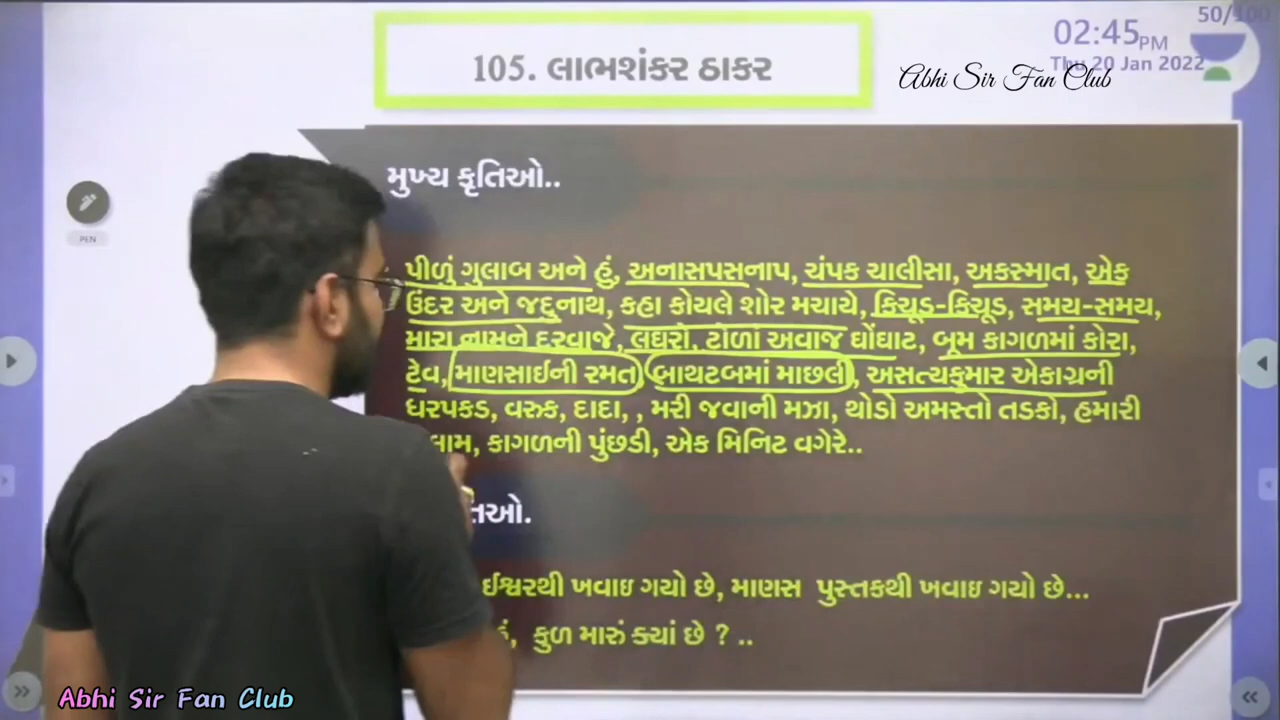 50/100
02:45PM
Thu 20 Jan 2022
Abhi Sir Fan Club
105. લાભશંકર ઠાકર
મુખ્ય કૃતિઓ..
PEN
પીળું ગુલાબ અને હું, અનાસપસનાપ, ચંપક ચાલીસા, અકસ્માત, એક
ઉંદર અને જદુનાથ, કહા કોયલે શોર મચાયે, કિચૂડ-કિચૂડ, સમય-સમય,
મારા નામને દરવાજે, લઘરો, ટોળાં અવાજ ઘોંઘાટ, બૂમ કાગળમાં કોરા,
ટેવ, માણસાઈની રમત, બાથટબમાં માછલી, અસત્યકુમાર એકાગ્રની
ધરપકડ, વરુક, દાદા, , મરી જવાની મઝા, થોડો અમસ્તો તડકો, હમારી
લામ, કાગળની પુંછડી, એક મિનિટ વગેરે..
તિઓ.
ઈશ્વરથી ખવાઇ ગયો છે, માણસ પુસ્તકથી ખવાઇ ગયો છે...
કુળ મારું ક્યાં છે ? ..
Abhi Sir Fan Club